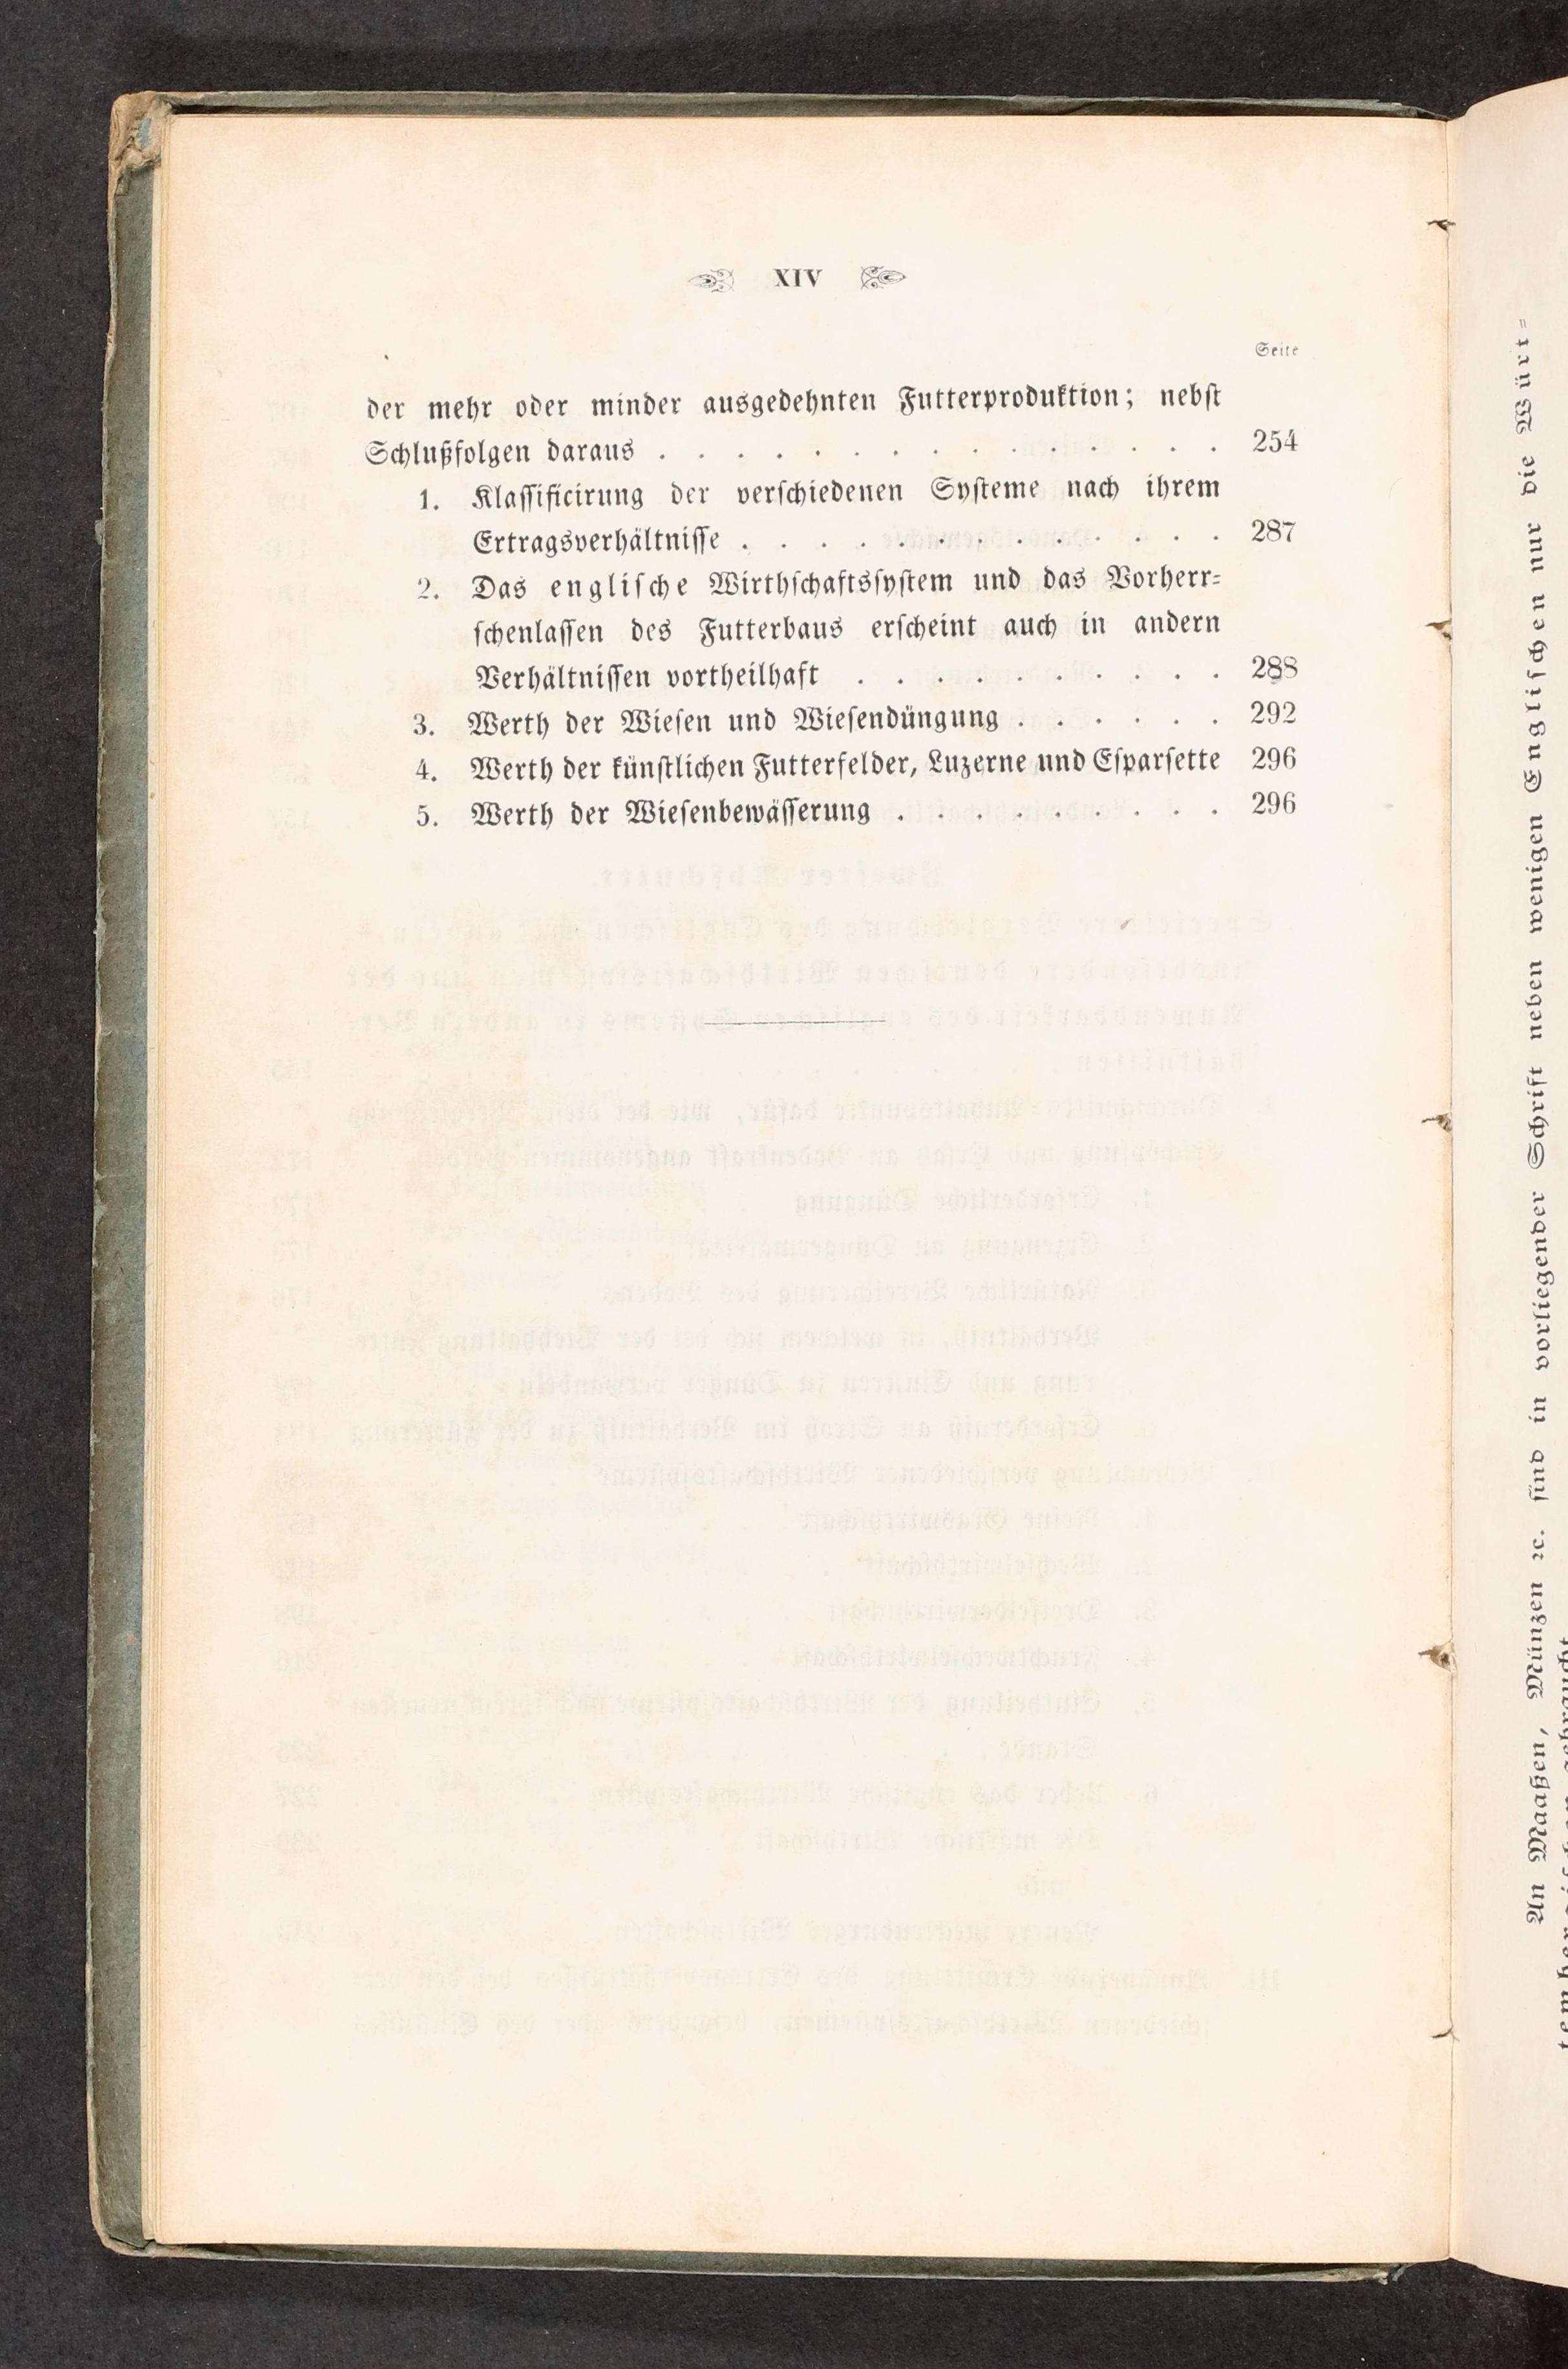 XIV
Seite
der mehr oder minder ausgedehnten Futterproduktion; nebst
Schlußfolgen daraus . . . . . . . . . . . . . . . 254
1. Klassificirung der verschiedenen Systeme nach ihrem
Ertragsverhältnisse . . . . . . . . . . . . . 287
2. Das englische Wirthschaftssystem und das Vorherr=
schenlassen des Futterbaus erscheint auch in andern
Verhältnissen vortheilhaft . . . . . . . . . . 288
3. Werth der Wiesen und Wiesendüngung . . . . . . 292
4. Werth der künstlichen Futterfelder, Luzerne und Esparsette 296
5. Werth der Wiesenbewässerung . . . . . . . . . 296
An Maaßen, Münzen ꝛc. sind in vorliegender Schrift neben wenigen Englischen nur die Würt=